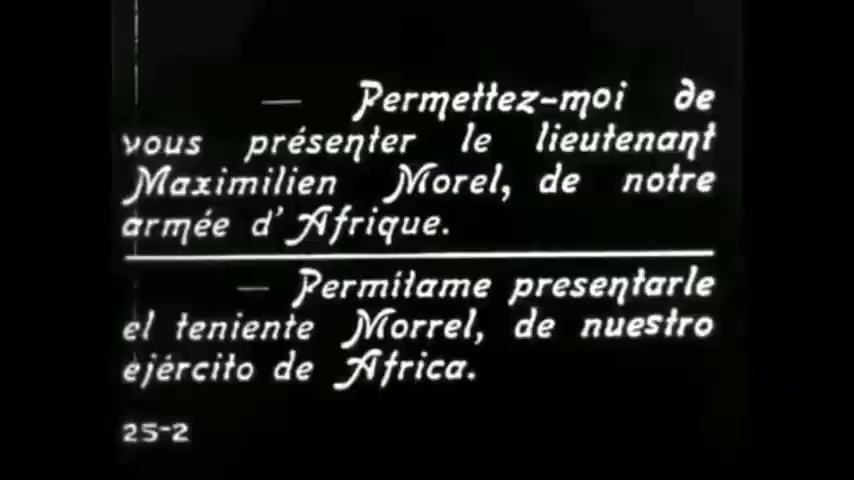 — Permettez-moi de
vous présenter le lieutenant
Maximilien Morel, de notre
armée d'Afrique.
— Permítame presentarle
el teniente Morrel, de nuestro
ejército de Africa.
25-2